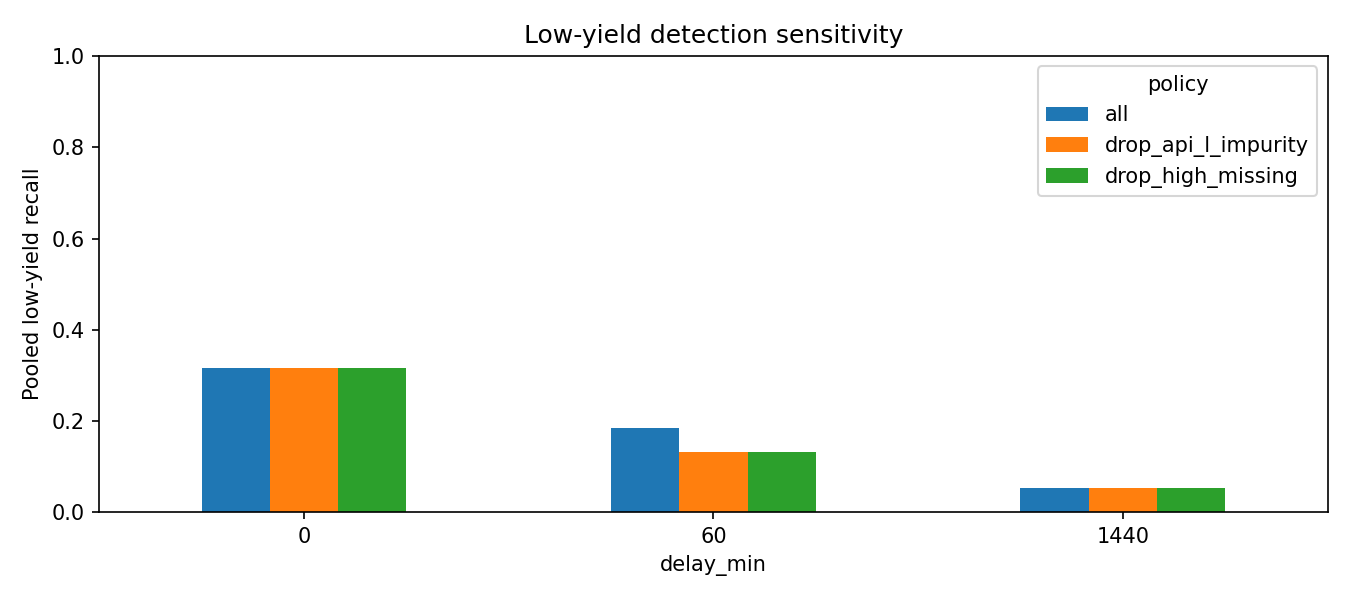 Low-yield detection sensitivity
1.0
0.8
0.6
0.4
0.2
0.0
Pooled low-yield recall
policy
all
drop_api_l_impurity
drop_high_missing
0
60
1440
delay_min